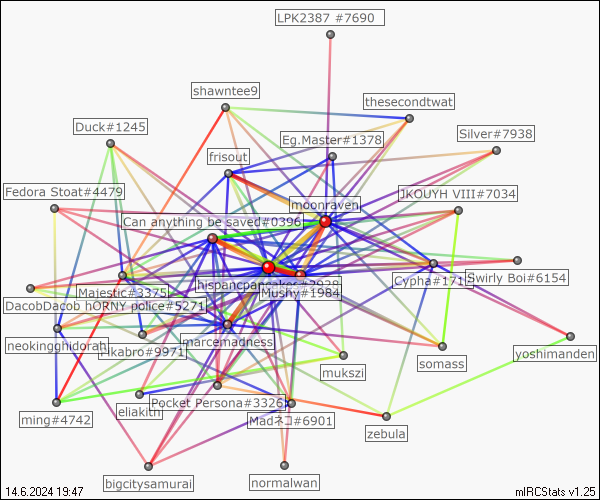 LPK2387 #7690
shawntee9
thesecondtwat
Duck#1245
Silver#7938
Eg.Master#1378
frisout
Fedora Stoat#4479
JKOUYH VIII#7034
moonraven
Can anything be saved#0396
Swirly Boi#6154
Cypha#171
hispancpancakes#3938
Majestic#3375
Mushy#1984
DacobDacob hORNY police#5271
marcemadness
neokingghidorah
Pikabro#9971
yoshimanden
somass
mukszi
Pocket Persona#3326
eliakith
ming#4742
Madネコ#6901
zebula
bigcitysamurai
normalwan
14.6.2024 19:47
mIRCStats v1.25